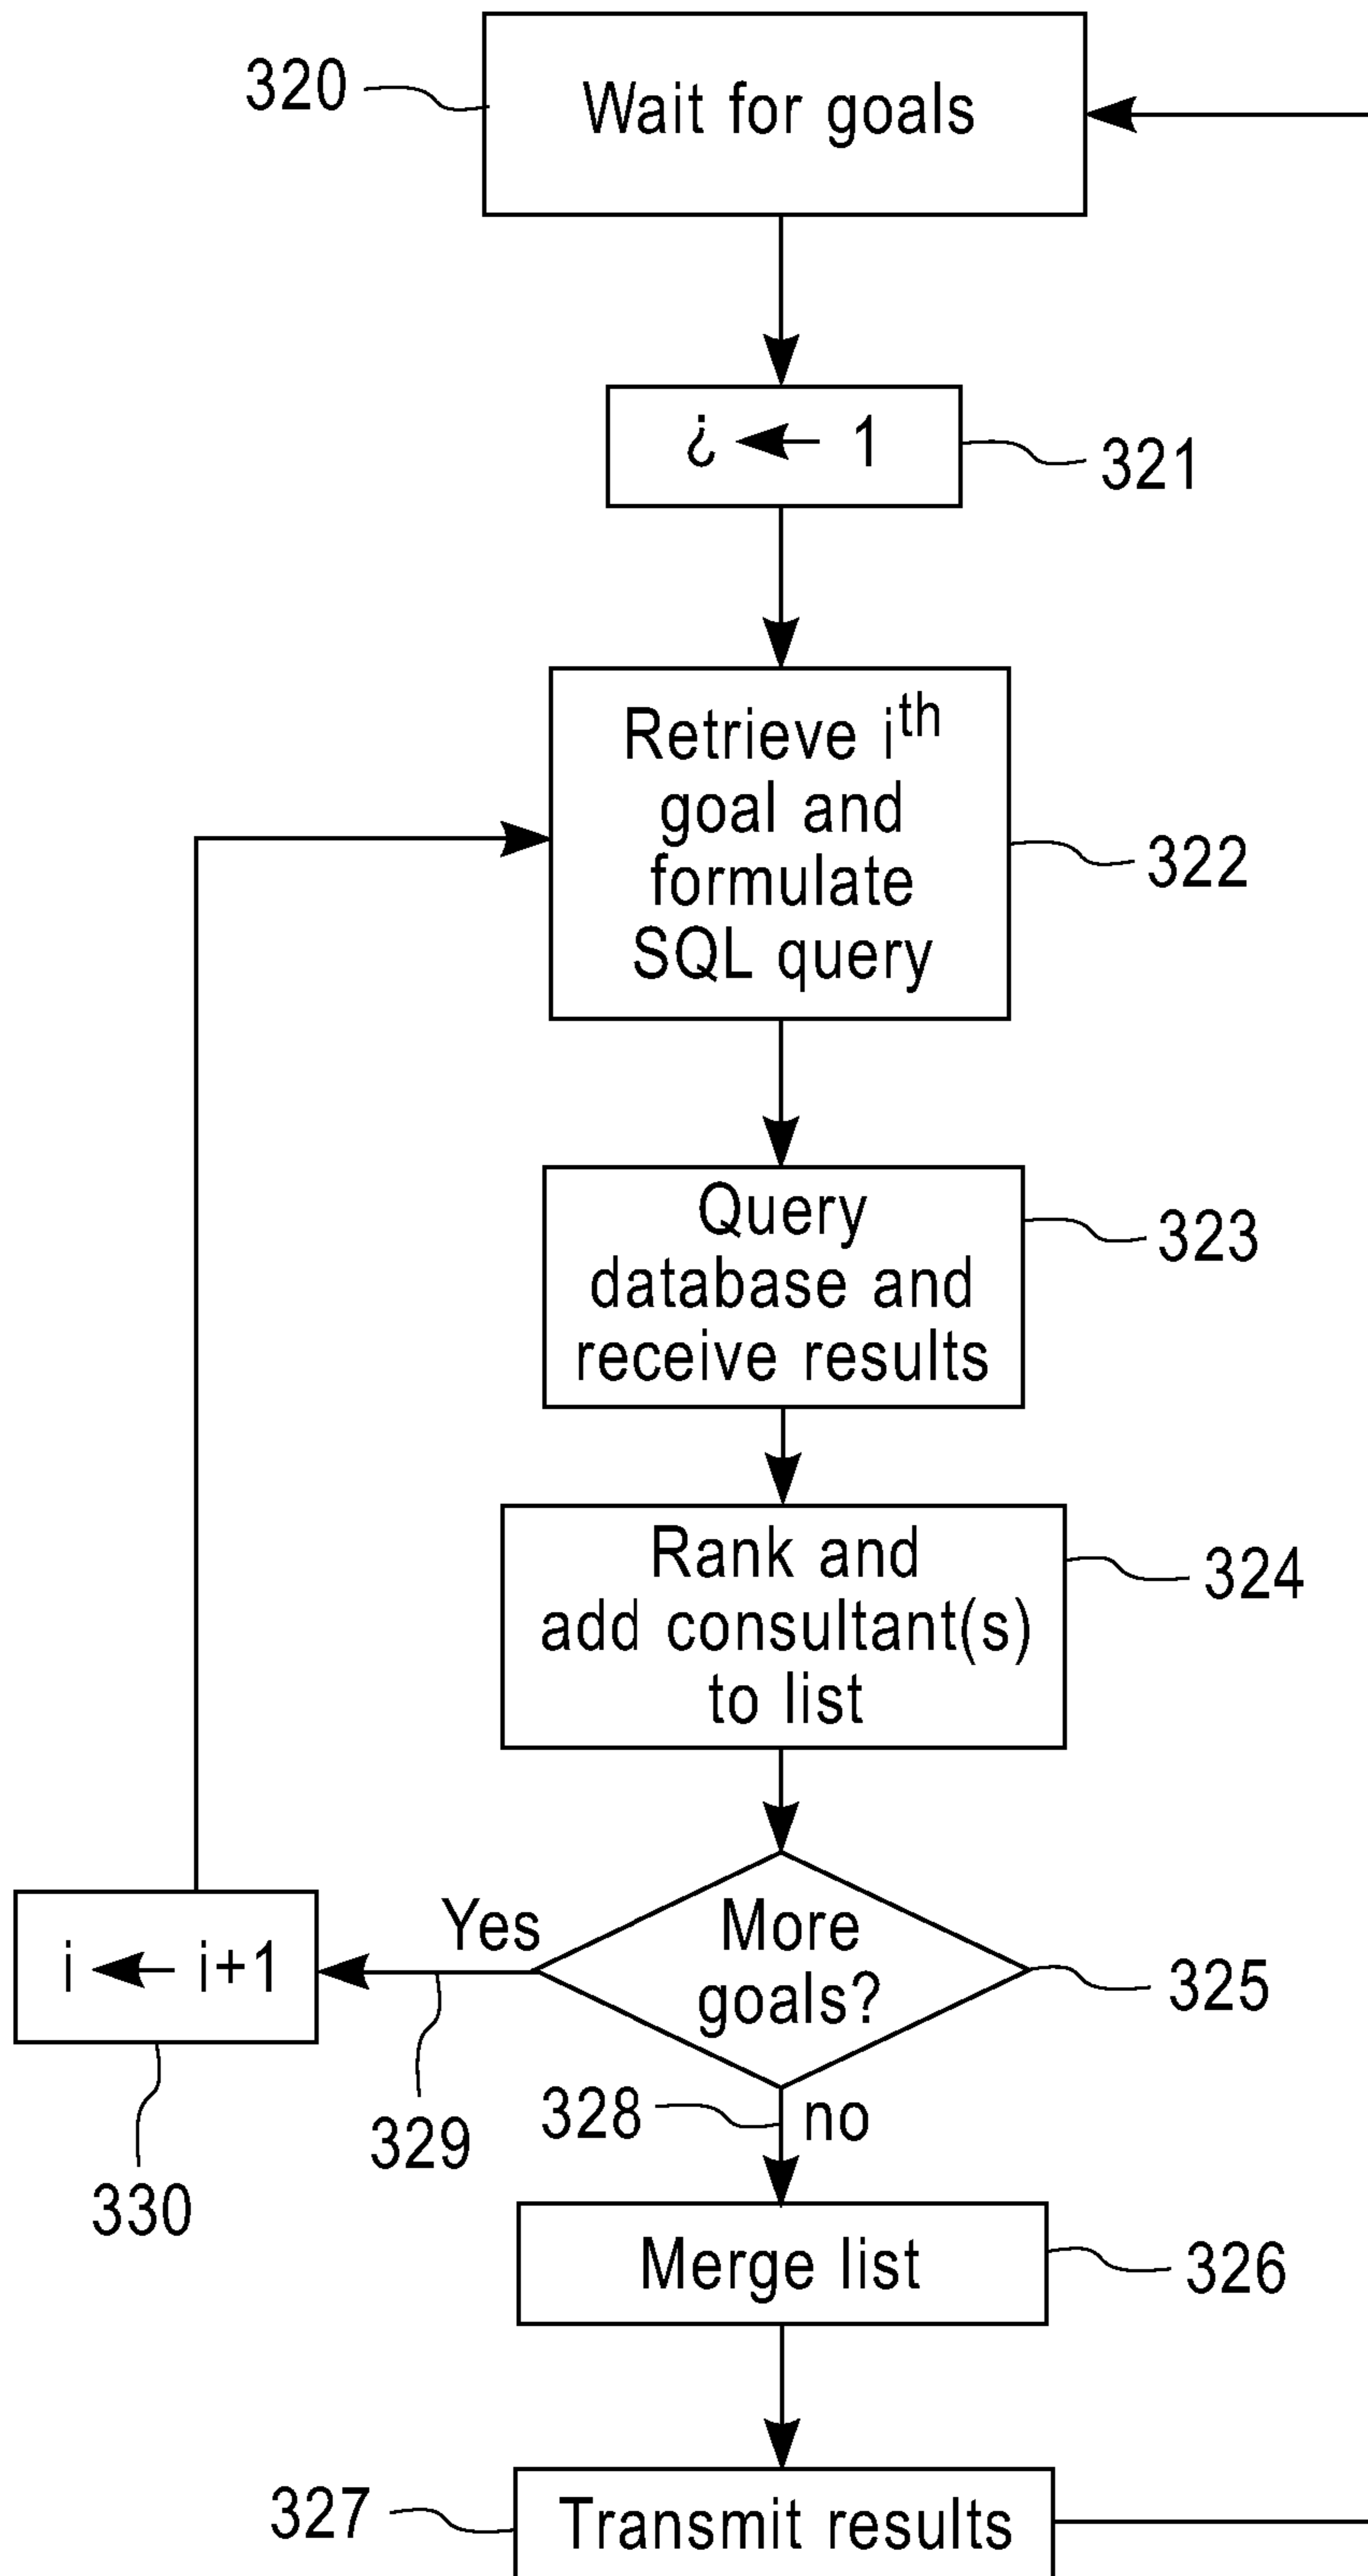 320
Wait for goals
¿ ← 1
321
Retrieve iᵗʰ
goal and
formulate
SQL query
322
Query
database and
receive results
323
Rank and
add consultant(s)
to list
324
More
goals?
325
Yes
i ← i+1
329
330
328
no
Merge list
326
327
Transmit results